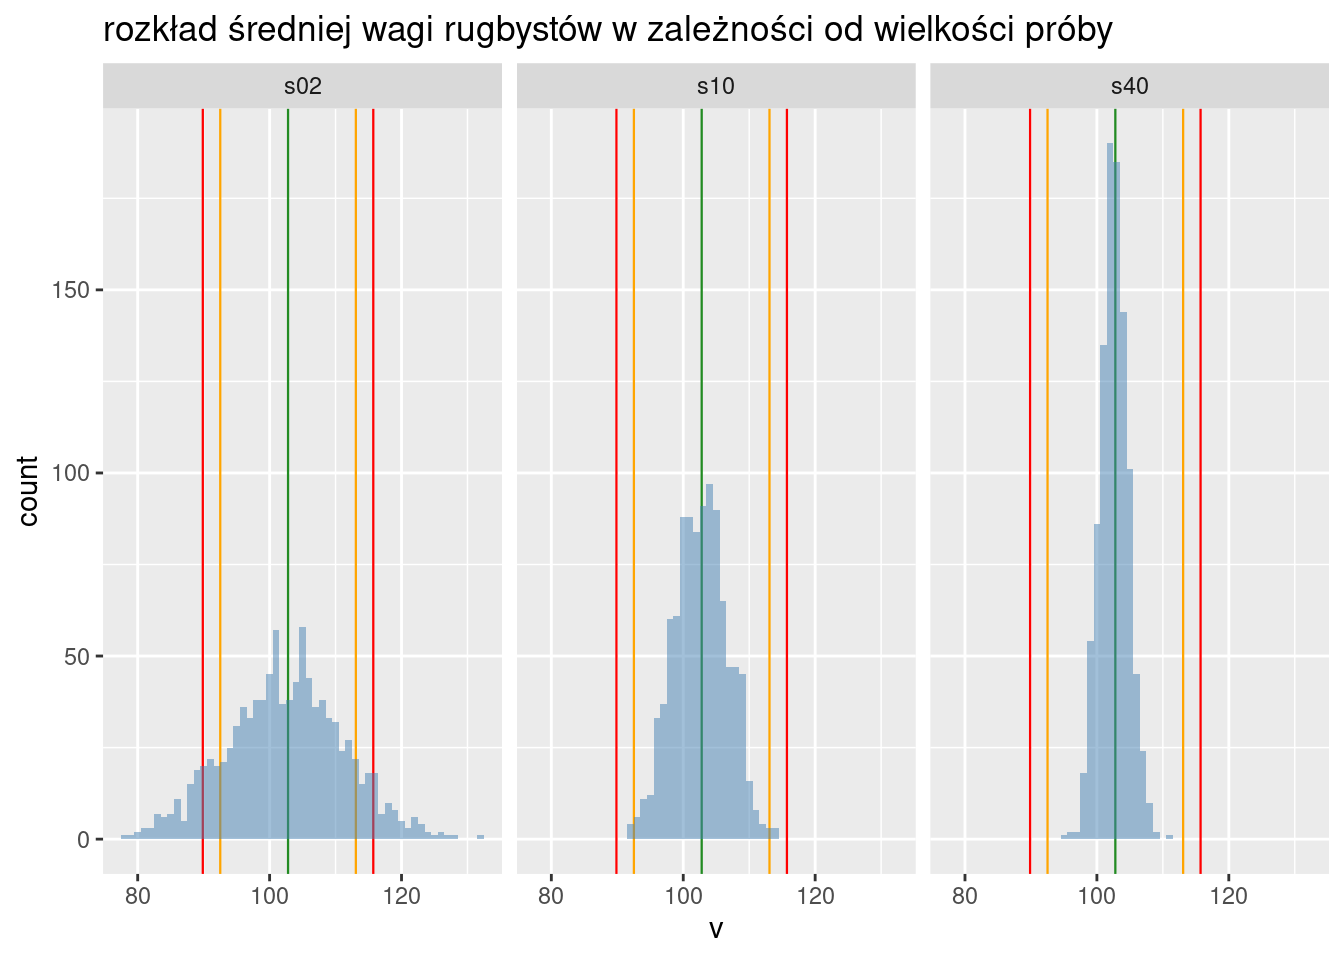 rozkład średniej wagi rugbystów w zależności od wielkości próby
s02 s10 s40
150
100
50
0
count
80 100 120 80 100 120 80 100 120
v